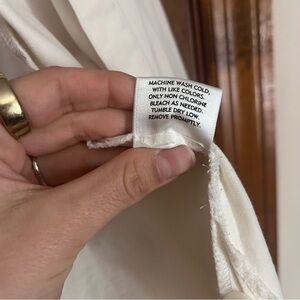 MACHINE WASH COLD,
WITH LIKE COLORS.
ONLY NON CHLORINE
BLEACH AS NEEDED.
TUMBLE DRY LOW.
REMOVE PROMPTLY.